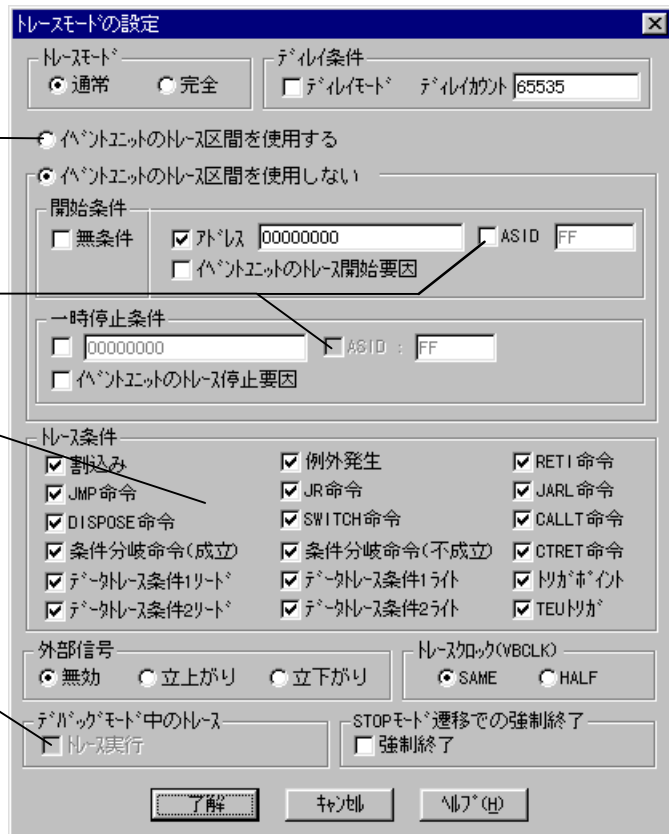 トレースモードの設定
トレースモード
通常 完全
ディレイ条件
ディレイモード ディレイカウント 65535
イベントユニットのトレース区間を使用する
イベントユニットのトレース区間を使用しない
開始条件
無条件 アドレス 00000000 ASID FF
イベントユニットのトレース開始要因
一時停止条件
00000000 ASID : FF
イベントユニットのトレース停止要因
トレース条件
割込み 例外発生 RETI命令
JMP命令 JR命令 JARL命令
DISPOSE命令 SWITCH命令 CALLT命令
条件分岐命令(成立) 条件分岐命令(不成立) CTRET命令
データトレース条件1リード データトレース条件1ライト トリガポイント
データトレース条件2リード データトレース条件2ライト TEUトリガ
外部信号
無効 立上がり 立下がり
トレースクロック(VBCLK)
SAME HALF
デバッグモード中のトレース
トレース実行
STOPモード遷移での強制終了
強制終了
了解 キャンセル ヘルプ(H)